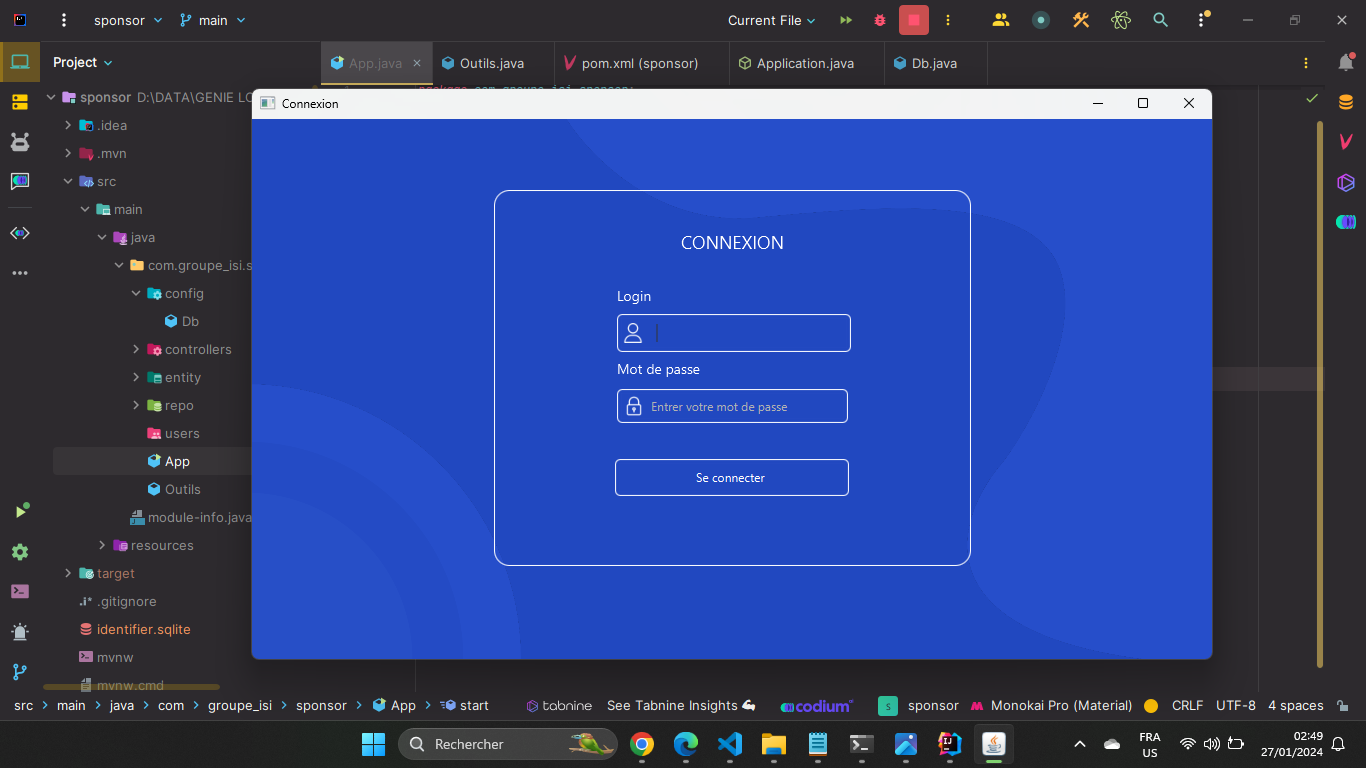 sponsor
main
Current File
Project
App.java
Outils.java
pom.xml (sponsor)
Application.java
Db.java
sponsor D:\DATA\GENIE LO
.idea
.mvn
src
main
java
com.groupe_isi.s
config
Db
controllers
entity
repo
users
App
Outils
module-info.java
resources
target
.gitignore
identifier.sqlite
mvnw
mvnw.cmd
Connexion
CONNEXION
Login
Mot de passe
Entrer votre mot de passe
Se connecter
src > main > java > com > groupe_isi > sponsor > App > start
tabnine
See Tabnine Insights
codium
s
sponsor
Monokai Pro (Material)
CRLF
UTF-8
4 spaces
Rechercher
FRA
US
02:49
27/01/2024